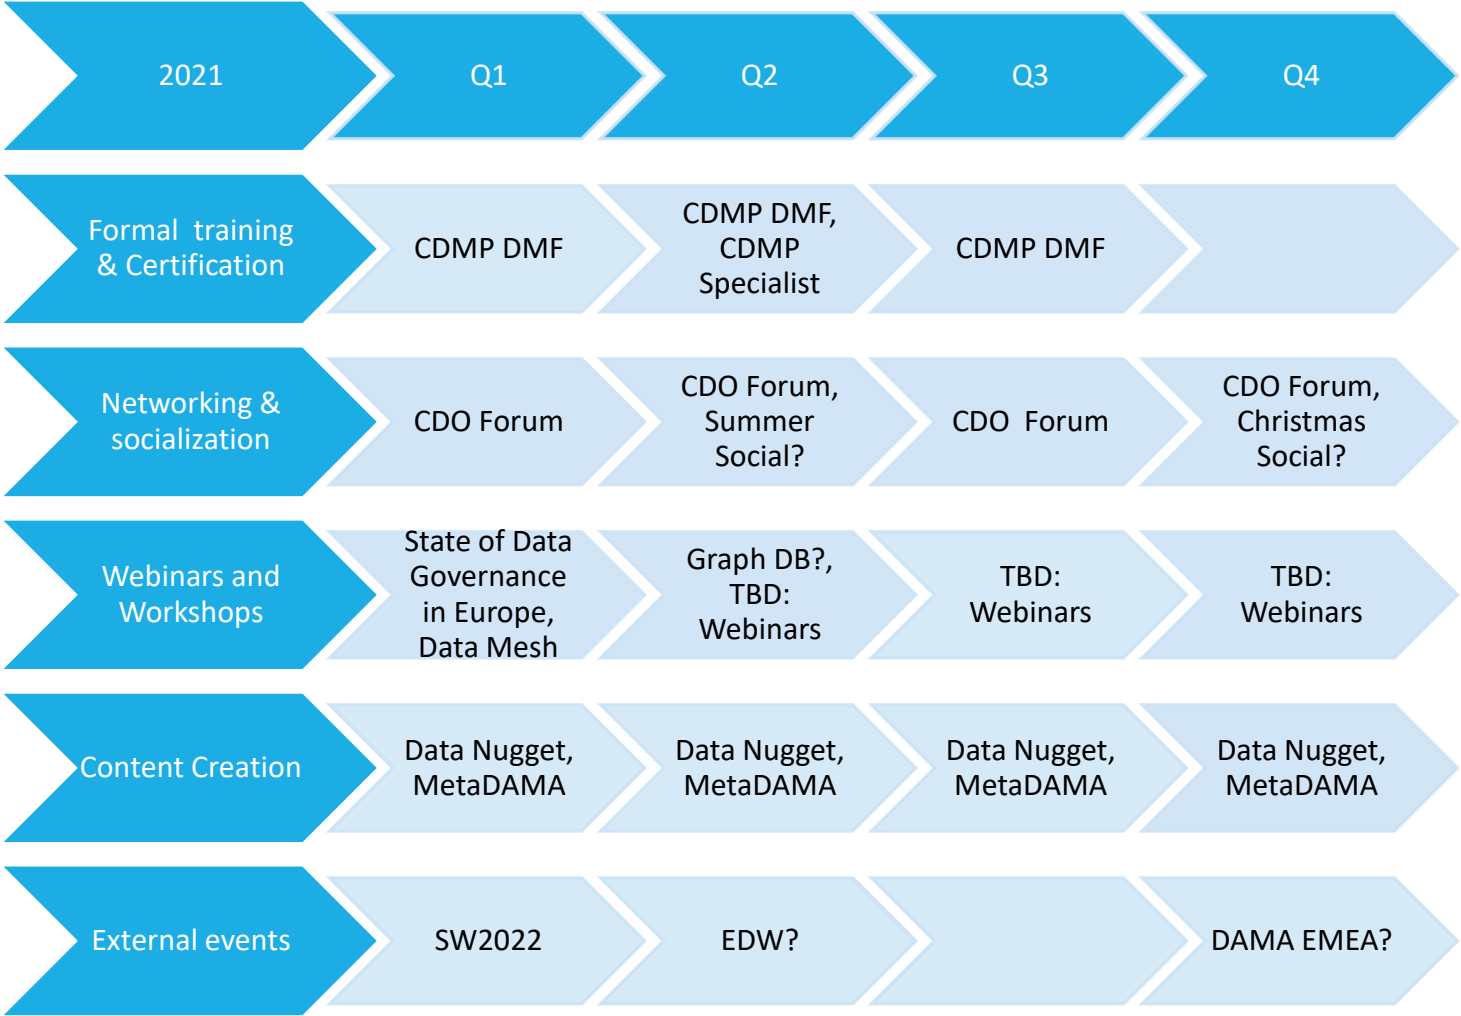 2021
Q1
Q2
Q3
Q4
Formal  training
& Certification
CDMP DMF
CDMP DMF,
CDMP
Specialist
CDMP DMF
Networking &
socialization
CDO Forum
CDO Forum,
Summer
Social?
CDO  Forum
CDO Forum,
Christmas
Social?
Webinars and
Workshops
State of Data
Governance
in Europe,
Data Mesh
Graph DB?,
TBD:
Webinars
TBD:
Webinars
TBD:
Webinars
Content Creation
Data Nugget,
MetaDAMA
Data Nugget,
MetaDAMA
Data Nugget,
MetaDAMA
Data Nugget,
MetaDAMA
External events
SW2022
EDW?
DAMA EMEA?